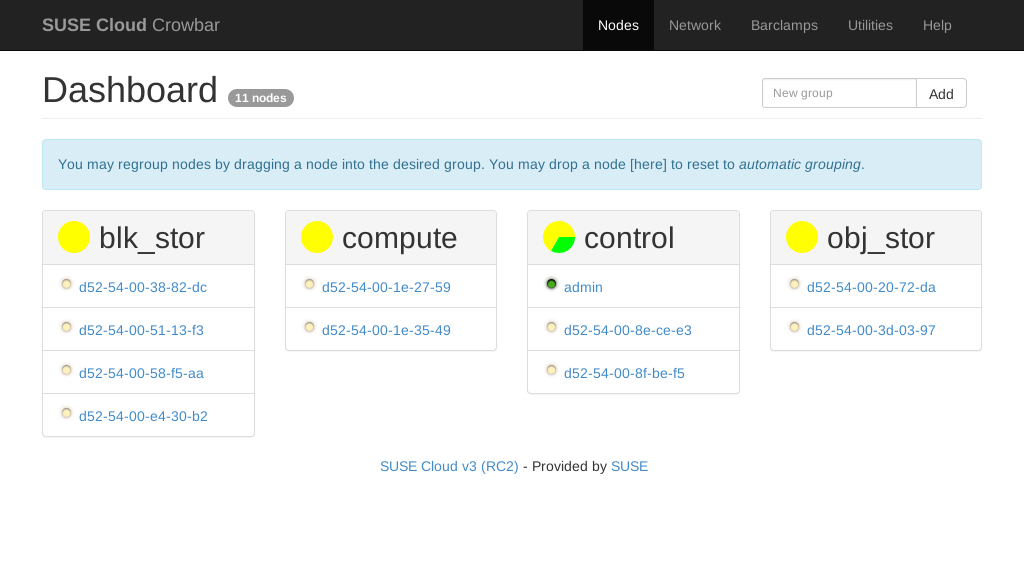 SUSE Cloud Crowbar
Nodes Network Barclamps Utilities Help
Dashboard 11 nodes
New group Add
You may regroup nodes by dragging a node into the desired group. You may drop a node [here] to reset to automatic grouping.
blk_stor
d52-54-00-38-82-dc
d52-54-00-51-13-f3
d52-54-00-58-f5-aa
d52-54-00-e4-30-b2
compute
d52-54-00-1e-27-59
d52-54-00-1e-35-49
control
admin
d52-54-00-8e-ce-e3
d52-54-00-8f-be-f5
obj_stor
d52-54-00-20-72-da
d52-54-00-3d-03-97
SUSE Cloud v3 (RC2) - Provided by SUSE